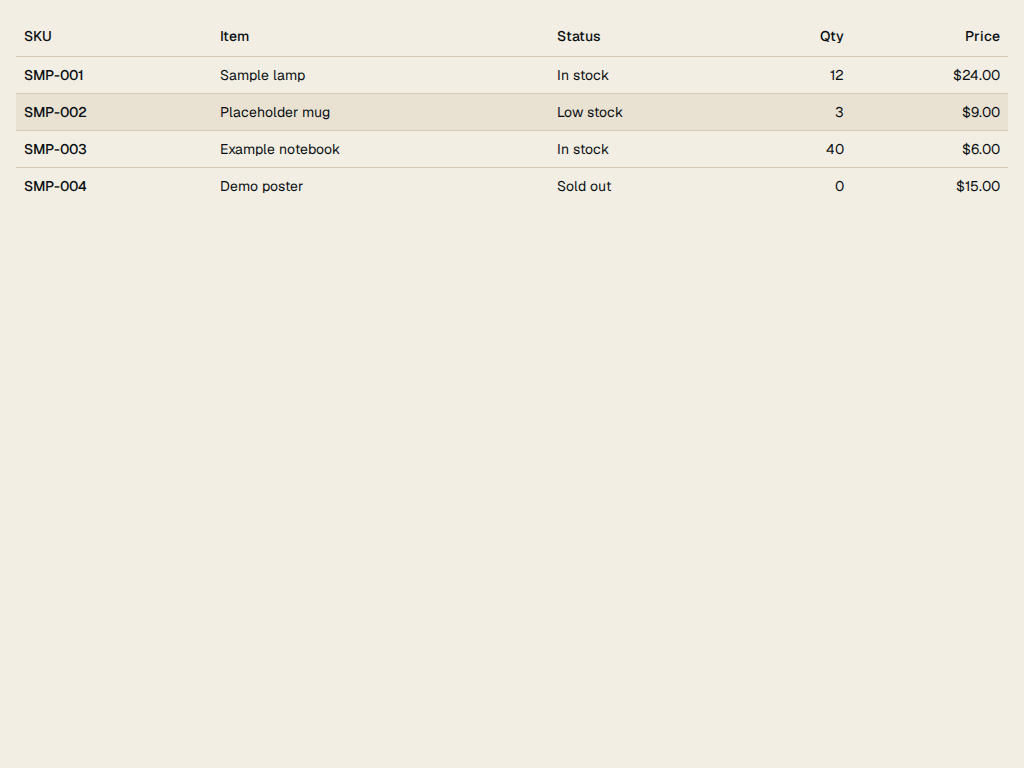 SKU Item Status Qty Price
SMP-001 Sample lamp In stock 12 $24.00
SMP-002 Placeholder mug Low stock 3 $9.00
SMP-003 Example notebook In stock 40 $6.00
SMP-004 Demo poster Sold out 0 $15.00